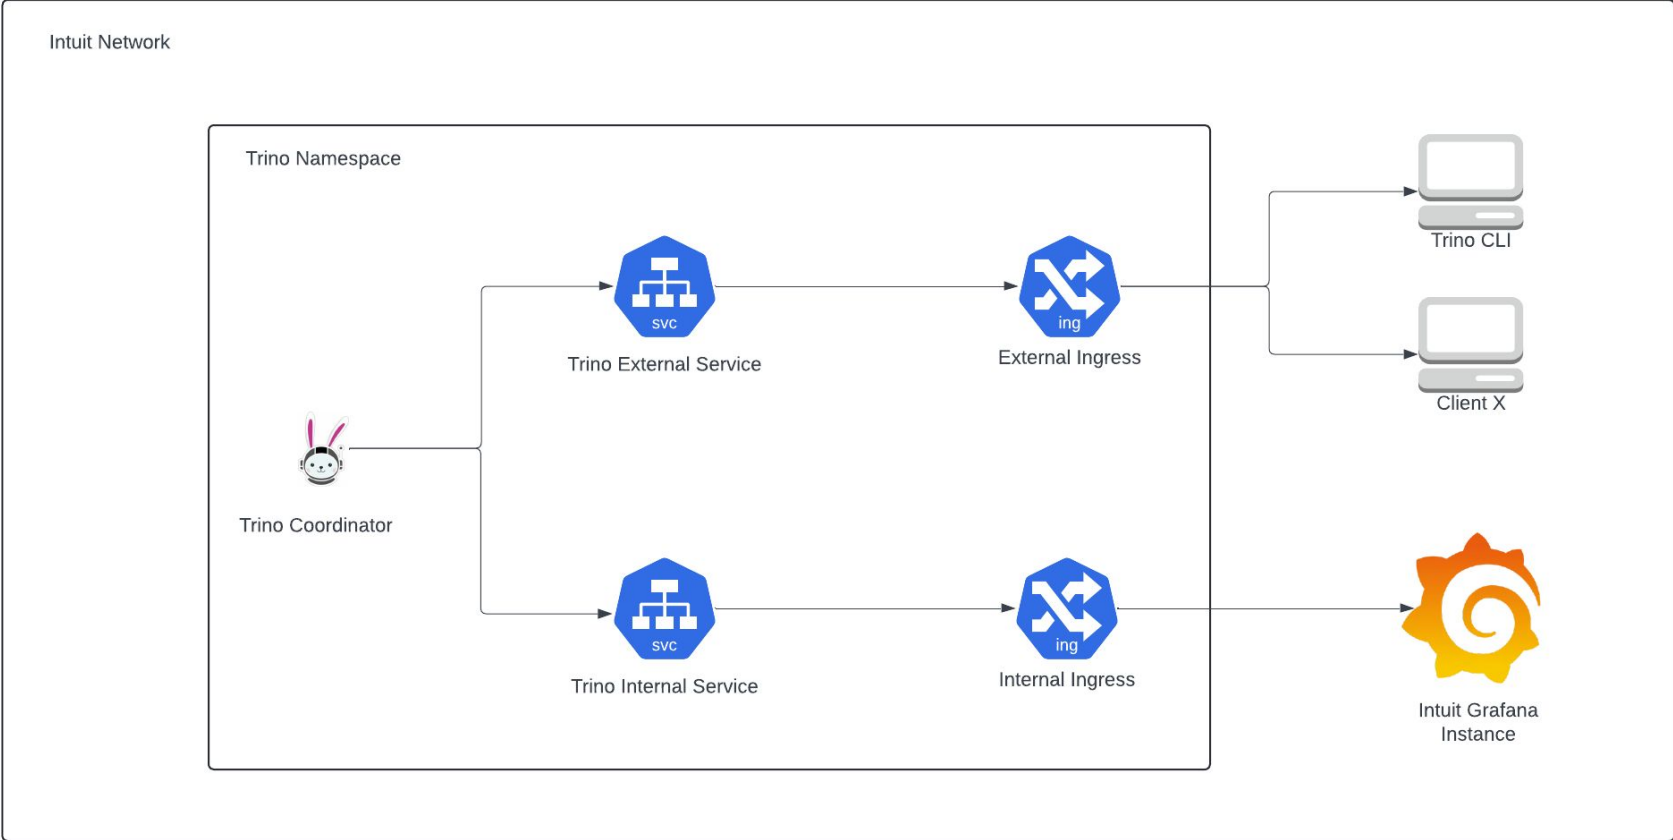 Intuit Network
Trino Namespace
Trino CLI
svc
Trino External Service
ing
External Ingress
Client X
Trino Coordinator
svc
Trino Internal Service
ing
Internal Ingress
Intuit Grafana
Instance